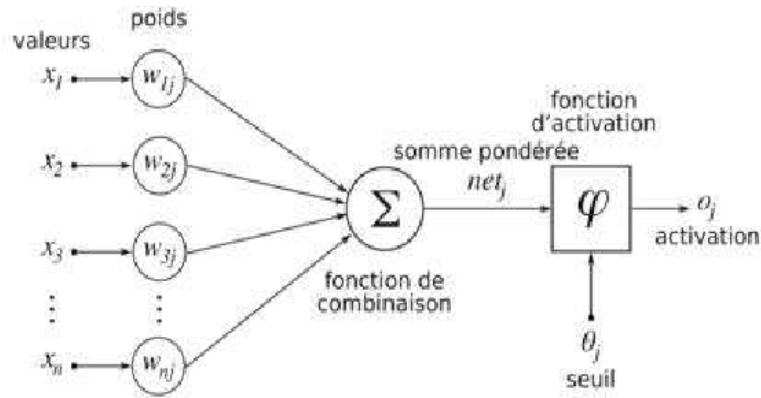 valeurs
poids
x₁
w₁ⱼ
x₂
w₂ⱼ
x₃
w₃ⱼ
xₙ
wₙⱼ
Σ
fonction de
combinaison
somme pondérée
netⱼ
fonction
d'activation
φ
oⱼ
activation
θⱼ
seuil